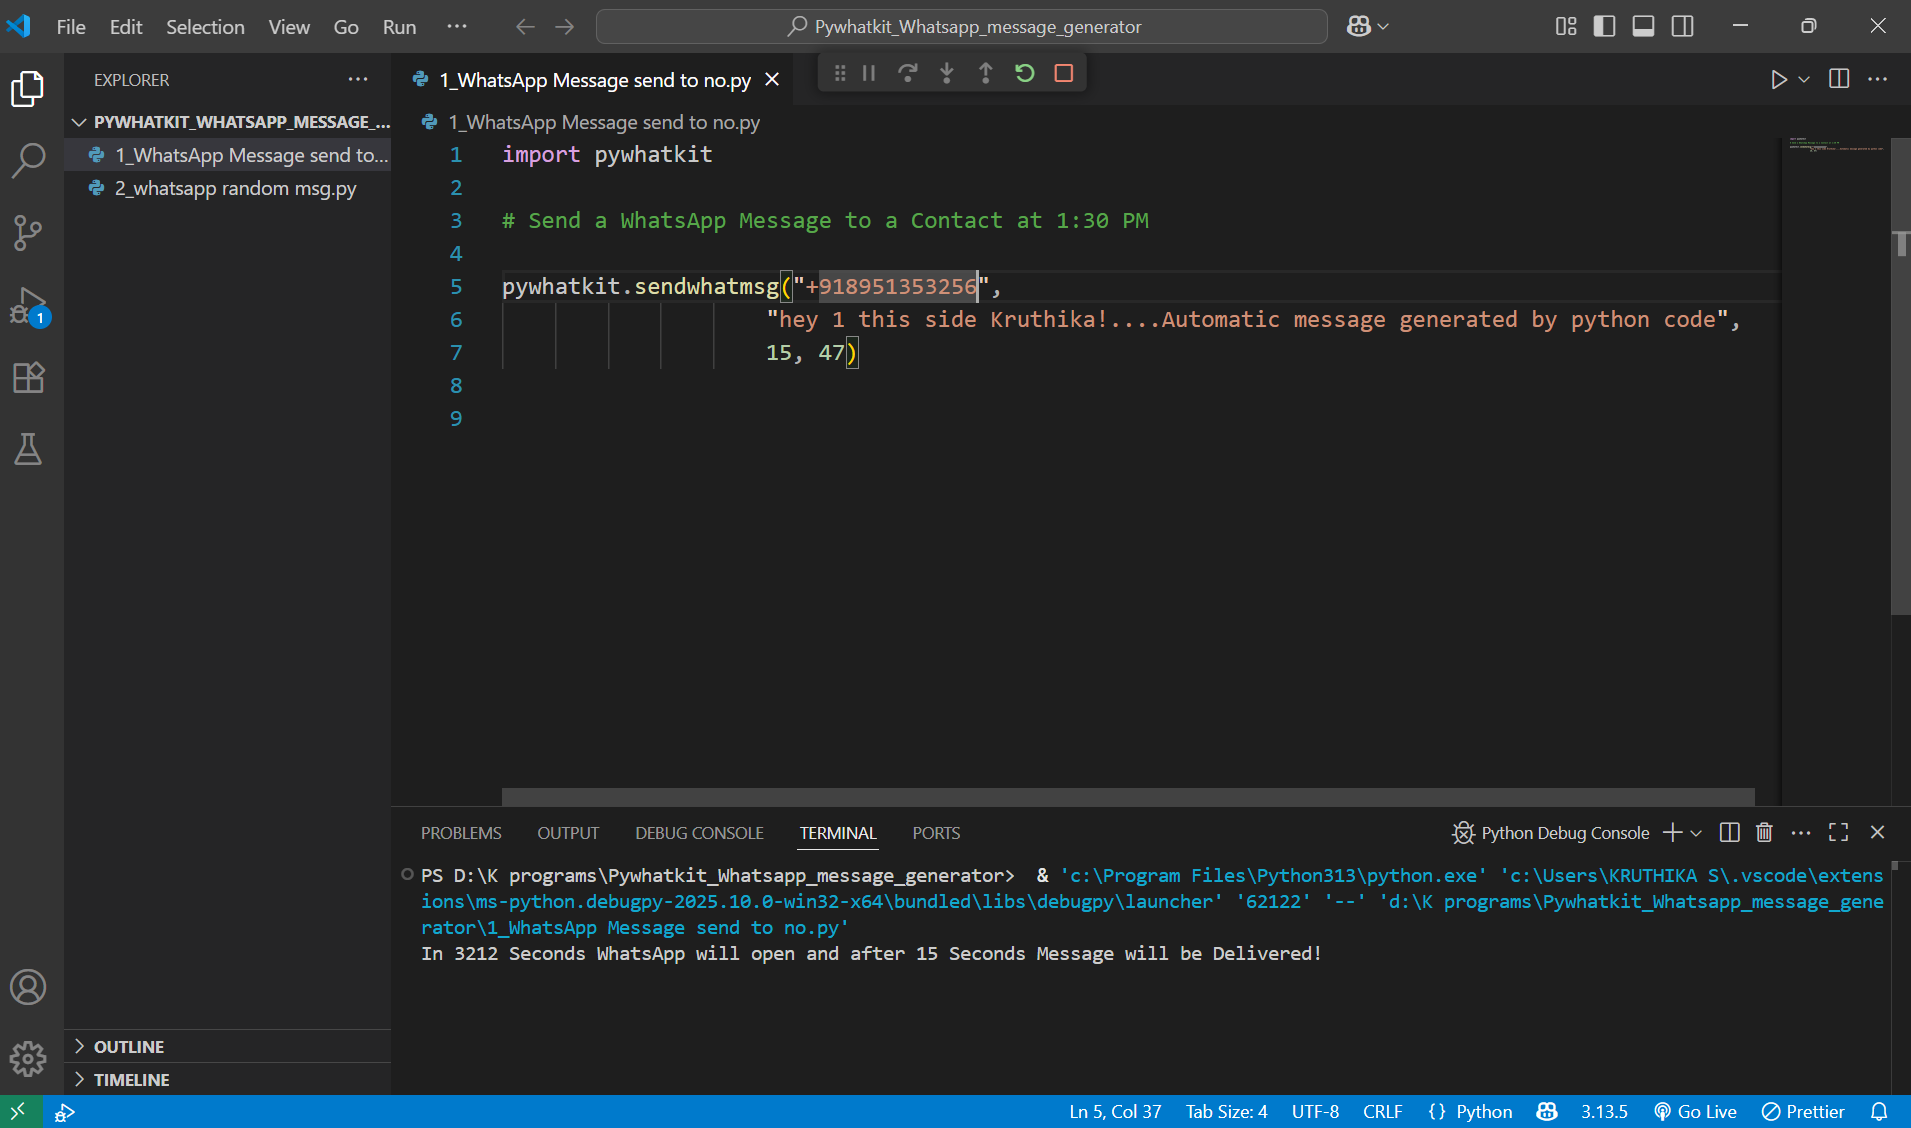 File Edit Selection View Go Run ··· Pywhatkit_Whatsapp_message_generator
EXPLORER ···
1_WhatsApp Message send to no.py
PYWHATKIT_WHATSAPP_MESSAGE_...
1_WhatsApp Message send to...
2_whatsapp random msg.py
1_WhatsApp Message send to no.py
1 import pywhatkit
2
3 # Send a WhatsApp Message to a Contact at 1:30 PM
4
5 pywhatkit.sendwhatmsg("+918951353256",
6 "hey 1 this side Kruthika!....Automatic message generated by python code",
7 15, 47)
8
9
PROBLEMS OUTPUT DEBUG CONSOLE TERMINAL PORTS Python Debug Console
PS D:\K programs\Pywhatkit_Whatsapp_message_generator>  & 'c:\Program Files\Python313\python.exe' 'c:\Users\KRUTHIKA S\.vscode\extens
ions\ms-python.debugpy-2025.10.0-win32-x64\bundled\libs\debugpy\launcher' '62122' '--' 'd:\K programs\Pywhatkit_Whatsapp_message_gene
rator\1_WhatsApp Message send to no.py'
In 3212 Seconds WhatsApp will open and after 15 Seconds Message will be Delivered!
1
OUTLINE
TIMELINE
Ln 5, Col 37 Tab Size: 4 UTF-8 CRLF {} Python 3.13.5 Go Live Prettier